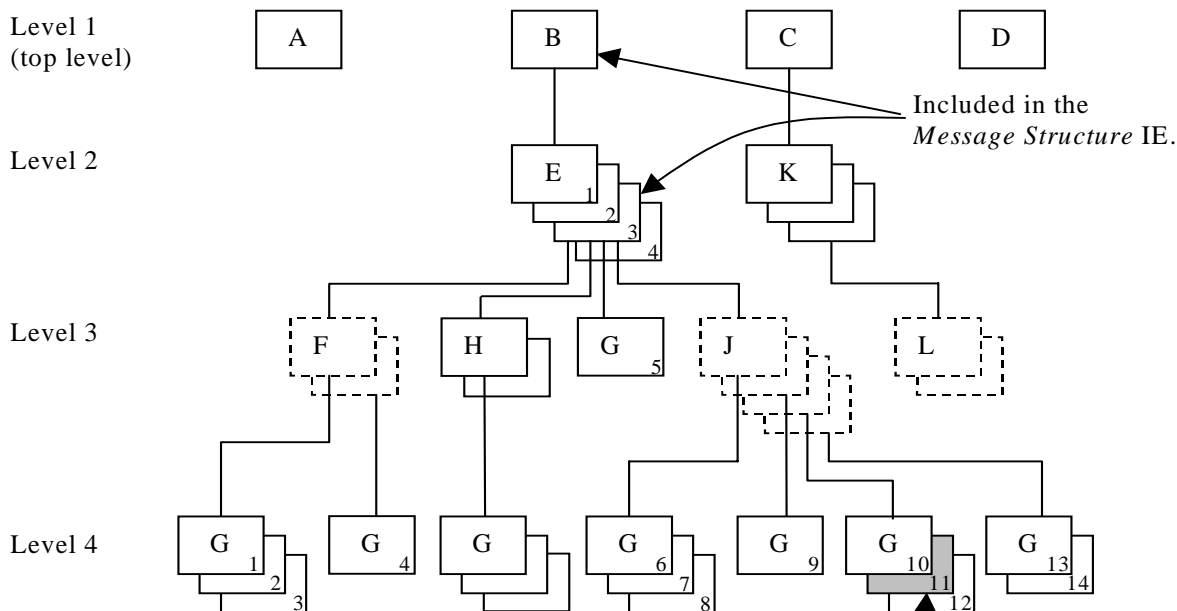 Level 1
(top level)
A
B
C
D
Included in the
Message Structure IE.
Level 2
E
1
2
3
4
K
Level 3
F
H
G
5
J
L
Level 4
G
1
2
3
G
4
G
G
6
7
8
G
9
G
10
11
12
G
13
14